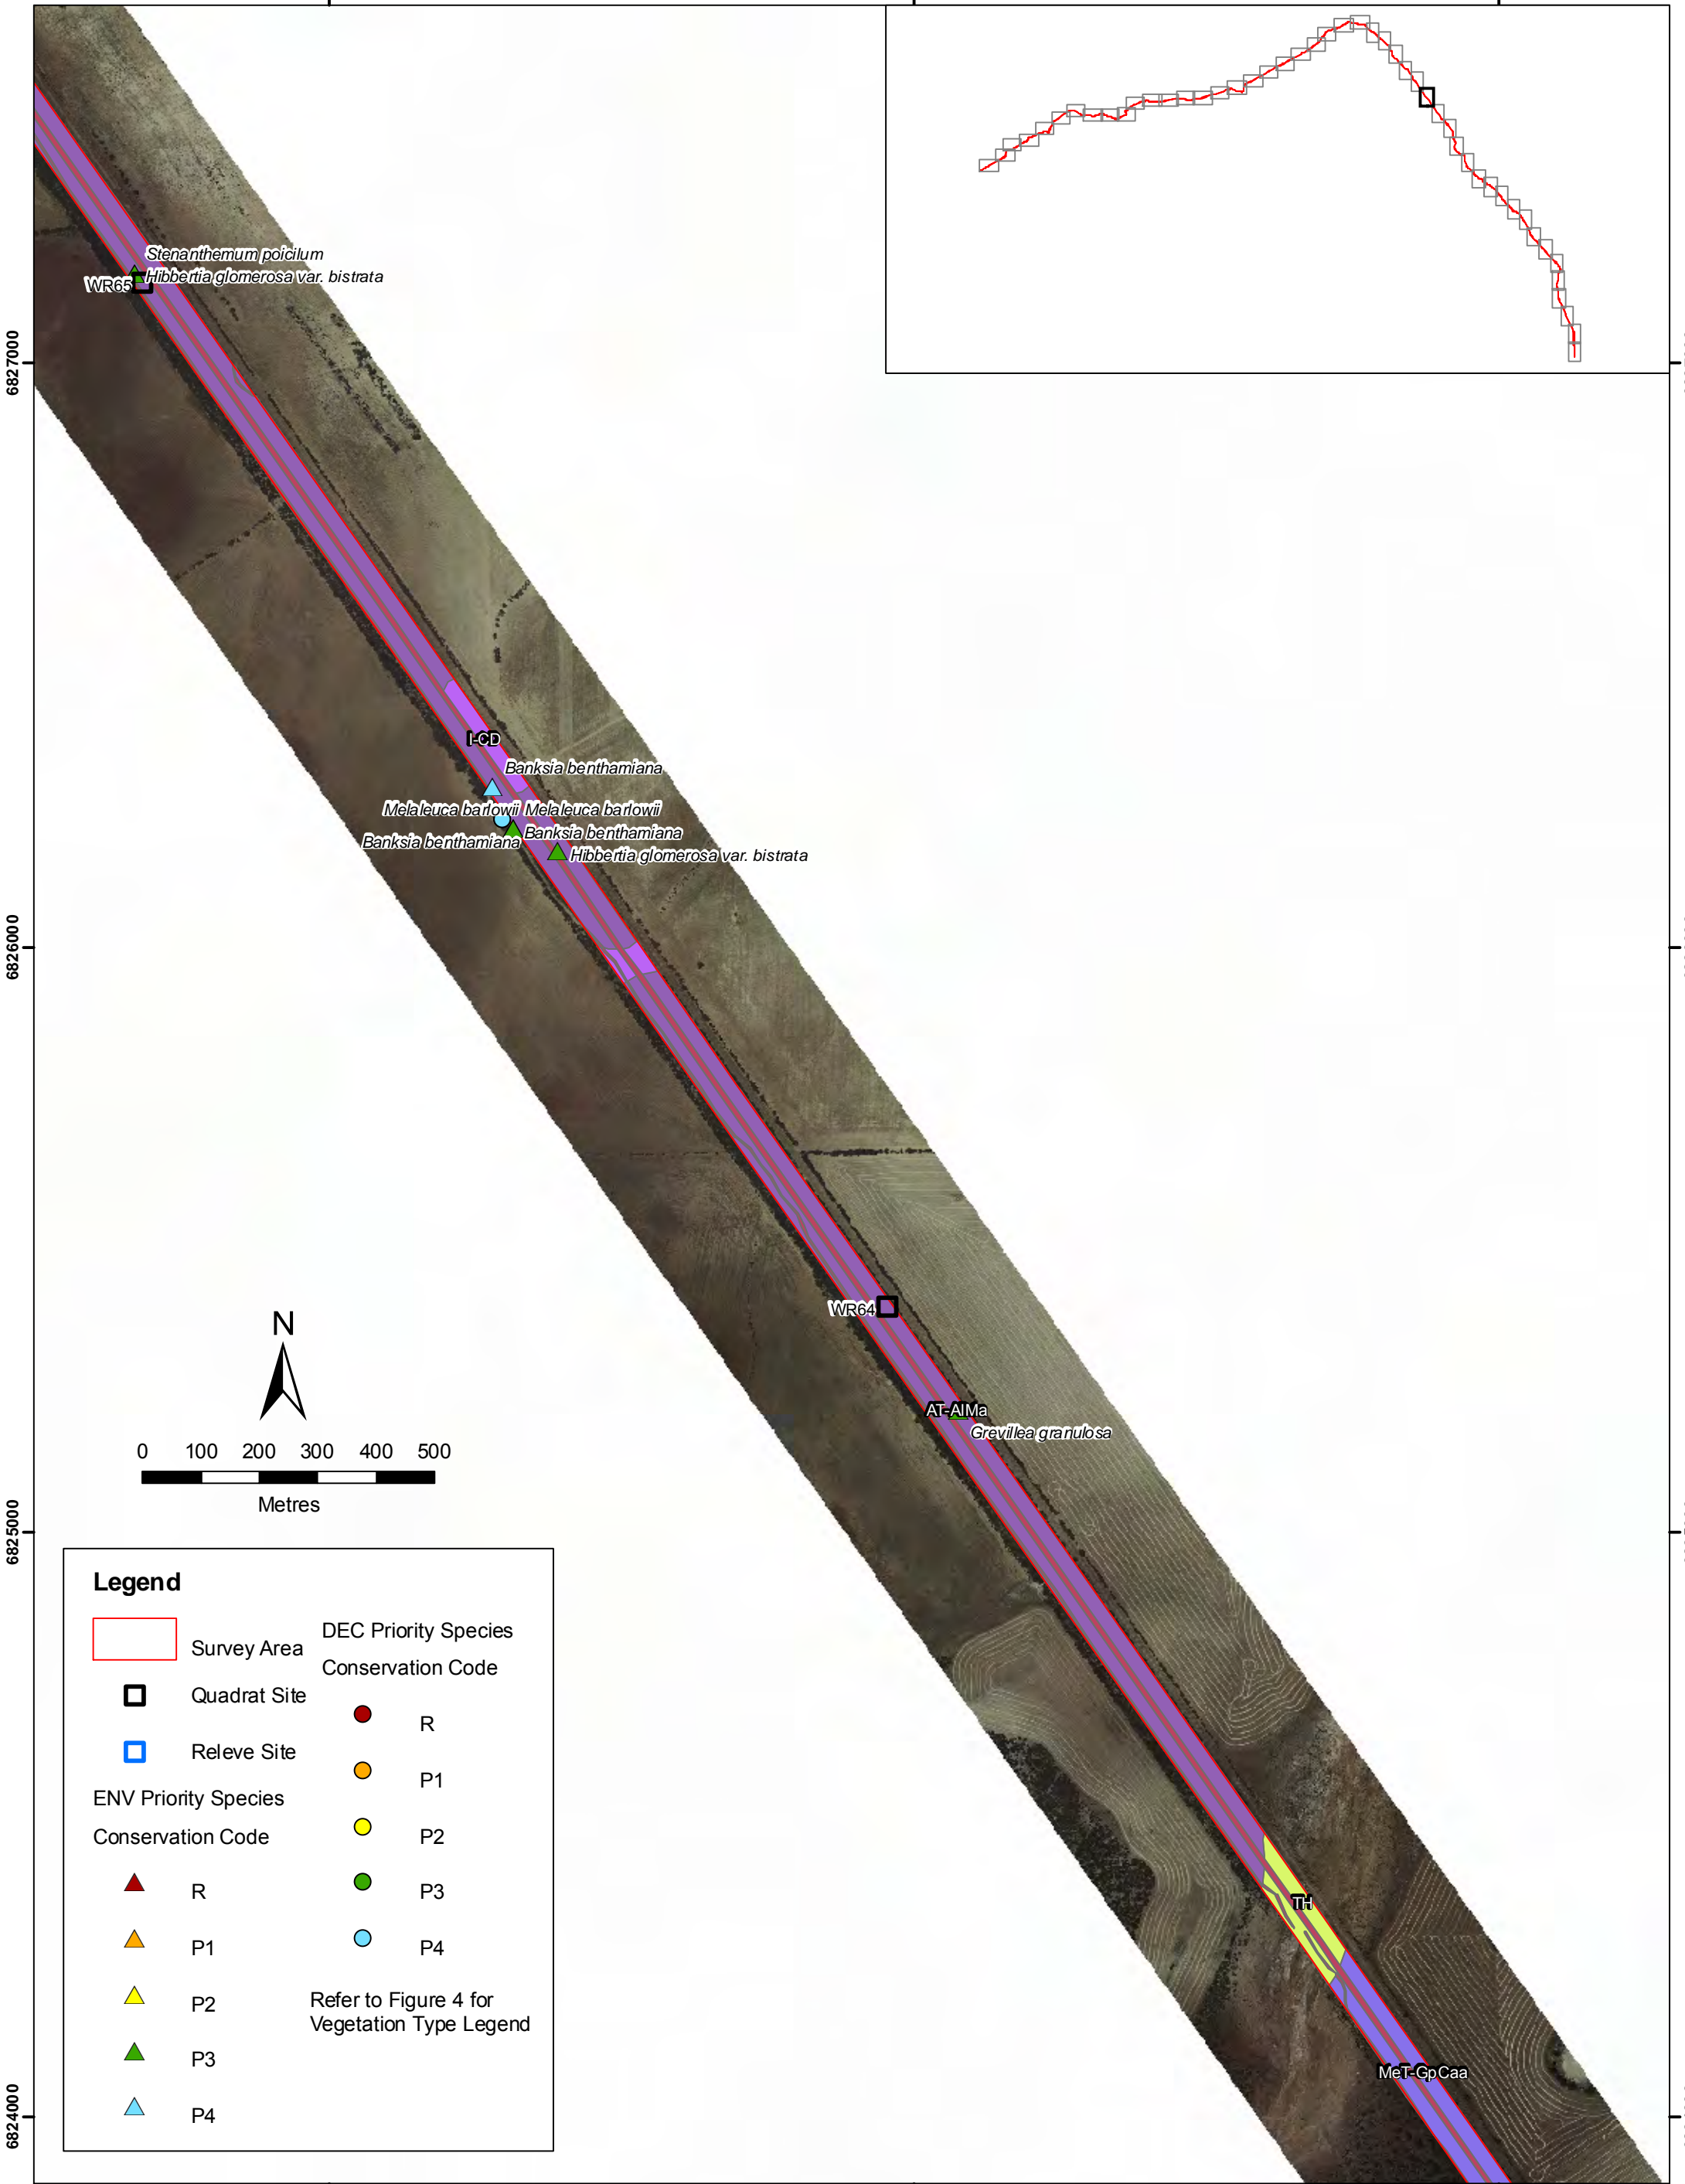 Stenanthemum poicilum
Hibbertia glomerosa var. bistrata
WR65
6827000
I-CD
Banksia benthamiana
Melaleuca barlowii Melaleuca barlowii
Banksia benthamiana
Banksia benthamiana
Hibbertia glomerosa var. bistrata
6826000
WR64
AT-AlMa
Grevillea granulosa
N
0 100 200 300 400 500
Metres
6825000
Legend
Survey Area
Quadrat Site
Releve Site
ENV Priority Species
Conservation Code
R
P1
P2
P3
P4
DEC Priority Species
Conservation Code
R
P1
P2
P3
P4
Refer to Figure 4 for
Vegetation Type Legend
TH
MeT-GpCaa
6824000